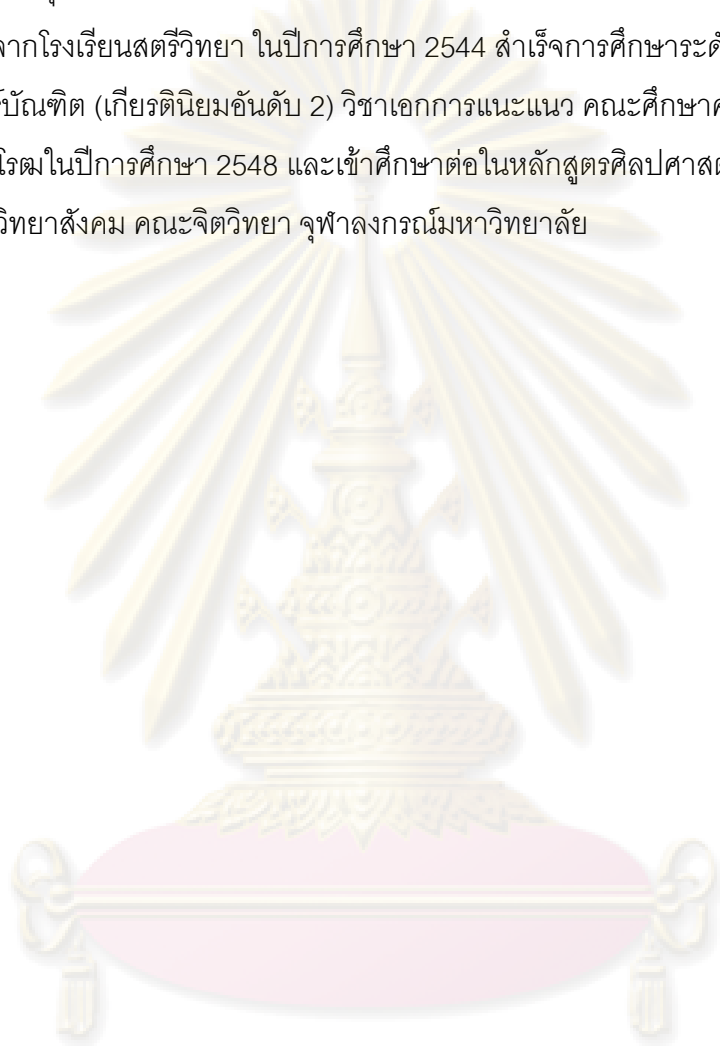 จากโรงเรียนสตรีวิทยา ในปีการศึกษา 2544 สำเร็จการศึกษาระดั
ร์บัณฑิต (เกียรตินิยมอันดับ 2) วิชาเอกการแนะแนว คณะศึกษาศ
โรฒในปีการศึกษา 2548 และเข้าศึกษาต่อในหลักสูตรศิลปศาสต
วิทยาสังคม คณะจิตวิทยา จุฬาลงกรณ์มหาวิทยาลัย